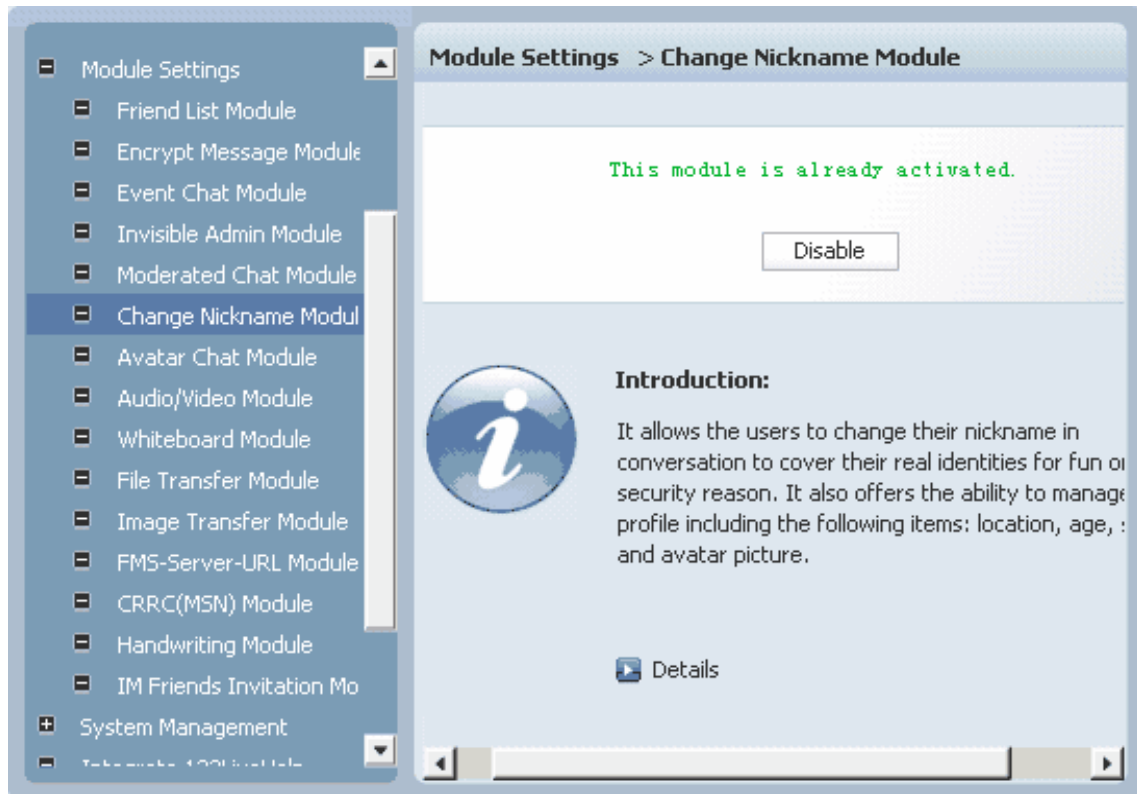 Module Settings
Friend List Module
Encrypt Message Module
Event Chat Module
Invisible Admin Module
Moderated Chat Module
Change Nickname Modul
Avatar Chat Module
Audio/Video Module
Whiteboard Module
File Transfer Module
Image Transfer Module
FMS-Server-URL Module
CRRC(MSN) Module
Handwriting Module
IM Friends Invitation Mo
System Management
Module Settings > Change Nickname Module
This module is already activated.
Disable
Introduction:
It allows the users to change their nickname in
conversation to cover their real identities for fun or
security reason. It also offers the ability to manage
profile including the following items: location, age,
and avatar picture.
Details